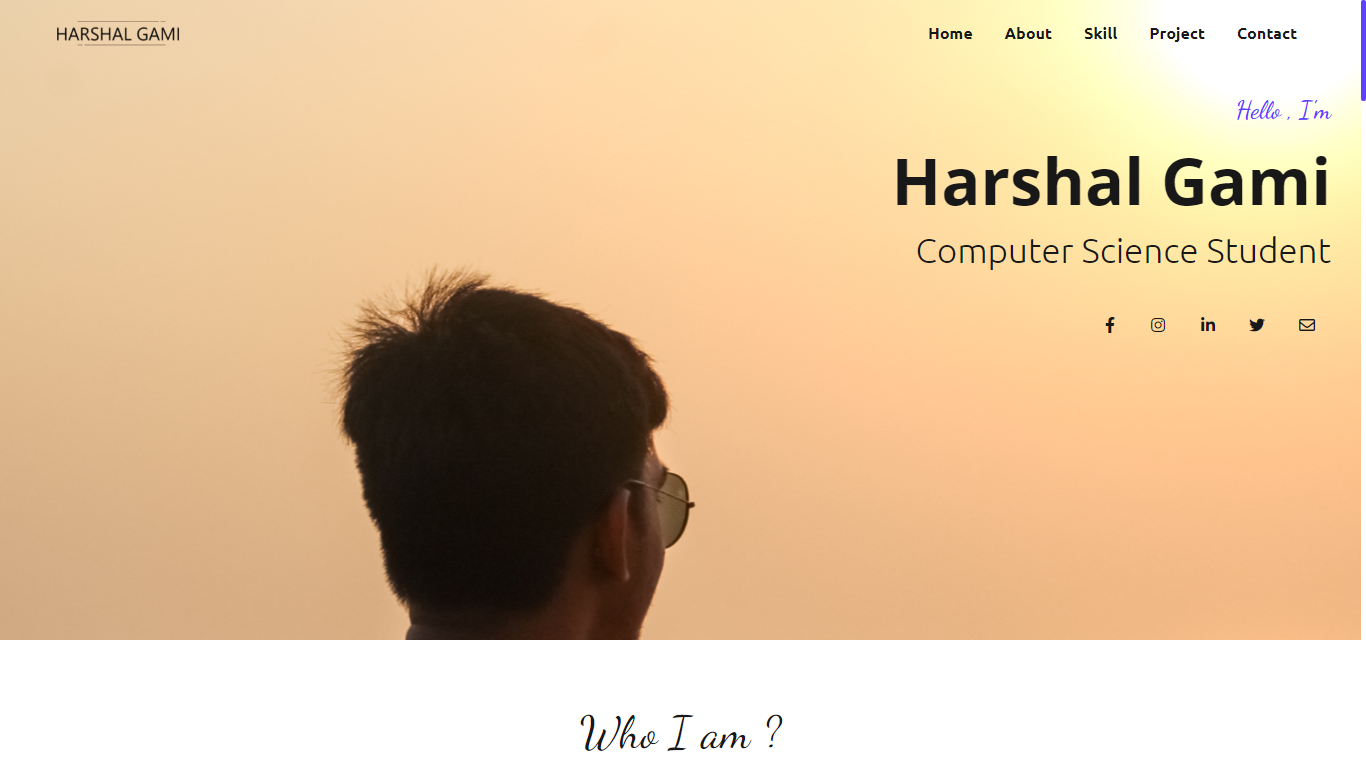 HARSHAL GAMI
Home About Skill Project Contact
Hello , I'm
Harshal Gami
Computer Science Student
Who I am ?